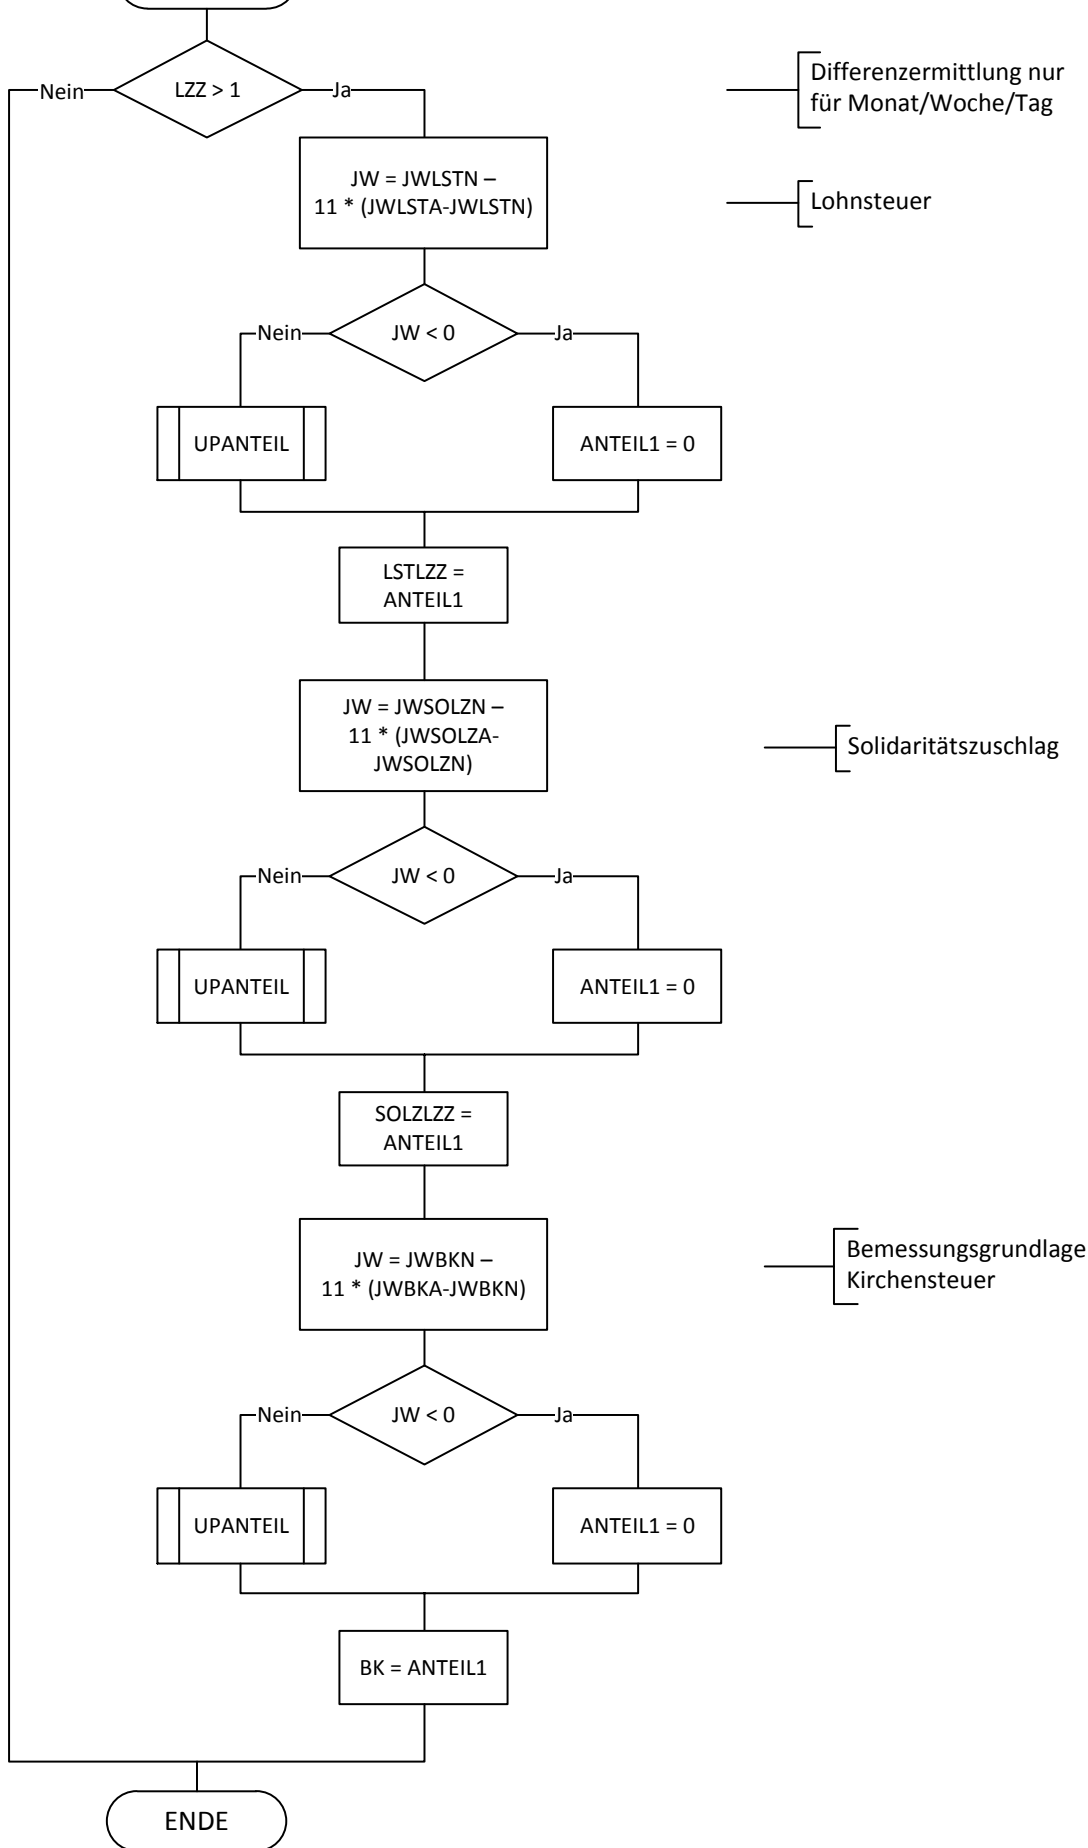 Nein
LZZ > 1
Ja
Differenzermittlung nur
für Monat/Woche/Tag
JW = JWLSTN –
11 * (JWLSTA-JWLSTN)
Lohnsteuer
Nein
JW < 0
Ja
UPANTEIL
ANTEIL1 = 0
LSTLZZ =
ANTEIL1
JW = JWSOLZN –
11 * (JWSOLZA-
JWSOLZN)
Solidaritätszuschlag
Nein
JW < 0
Ja
UPANTEIL
ANTEIL1 = 0
SOLZLZZ =
ANTEIL1
JW = JWBKN –
11 * (JWBKA-JWBKN)
Bemessungsgrundlage
Kirchensteuer
Nein
JW < 0
Ja
UPANTEIL
ANTEIL1 = 0
BK = ANTEIL1
ENDE